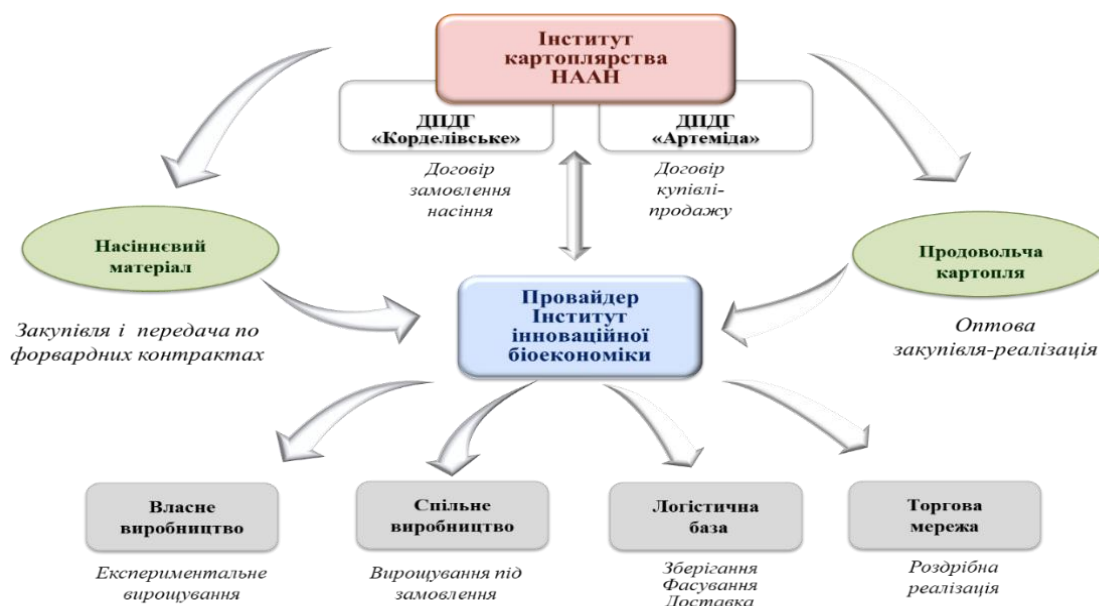 Інститут
картоплярства
НААН
ДПДГ
«Корделівське»
ДПДГ
«Артеміда»
Договір
замовлення
насіння
Договір
купівлі-
продажу
Насіннєвий
матеріал
Продовольча
картопля
Провайдер
Інститут
інноваційної
біоекономіки
Закупівля і передача по
форвардних контрактах
Оптова
закупівля-реалізація
Власне
виробництво
Спільне
виробництво
Логістична
база
Торгова
мережа
Експериментальне
вирощування
Вирощування під
замовлення
Зберігання
Фасування
Доставка
Роздрібна
реалізація